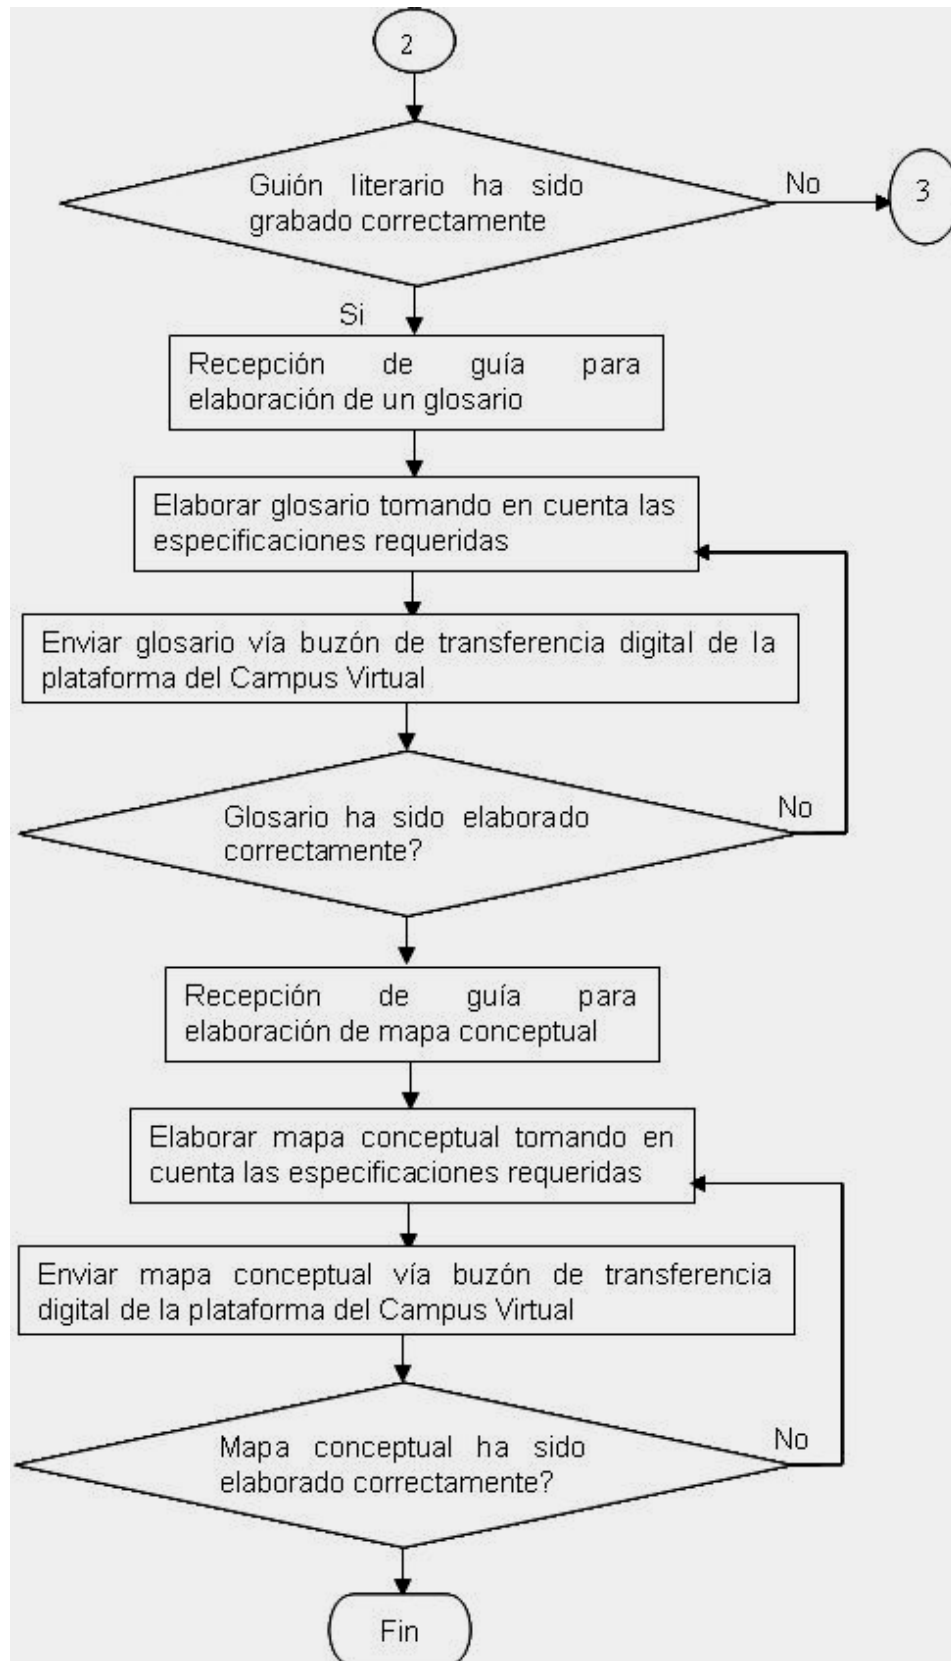 2
Guión literario ha sido
grabado correctamente
No
3
Si
Recepción de guía para
elaboración de un glosario
Elaborar glosario tomando en cuenta las
especificaciones requeridas
Enviar glosario vía buzón de transferencia digital de la
plataforma del Campus Virtual
Glosario ha sido elaborado
correctamente?
No
Recepción de guía para
elaboración de mapa conceptual
Elaborar mapa conceptual tomando en
cuenta las especificaciones requeridas
Enviar mapa conceptual vía buzón de transferencia
digital de la plataforma del Campus Virtual
Mapa conceptual ha sido
elaborado correctamente?
No
Fin